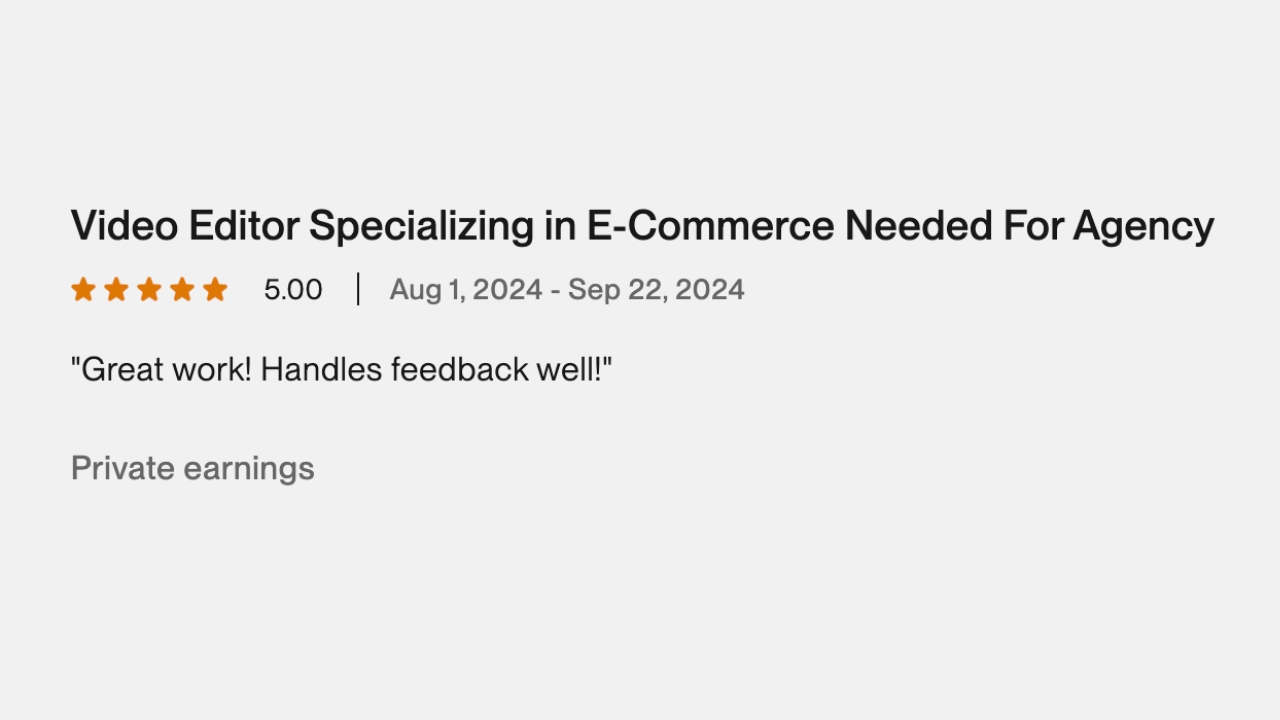 Video Editor Specializing in E-Commerce Needed For Agency
5.00 | Aug 1, 2024 - Sep 22, 2024
"Great work! Handles feedback well!"
Private earnings